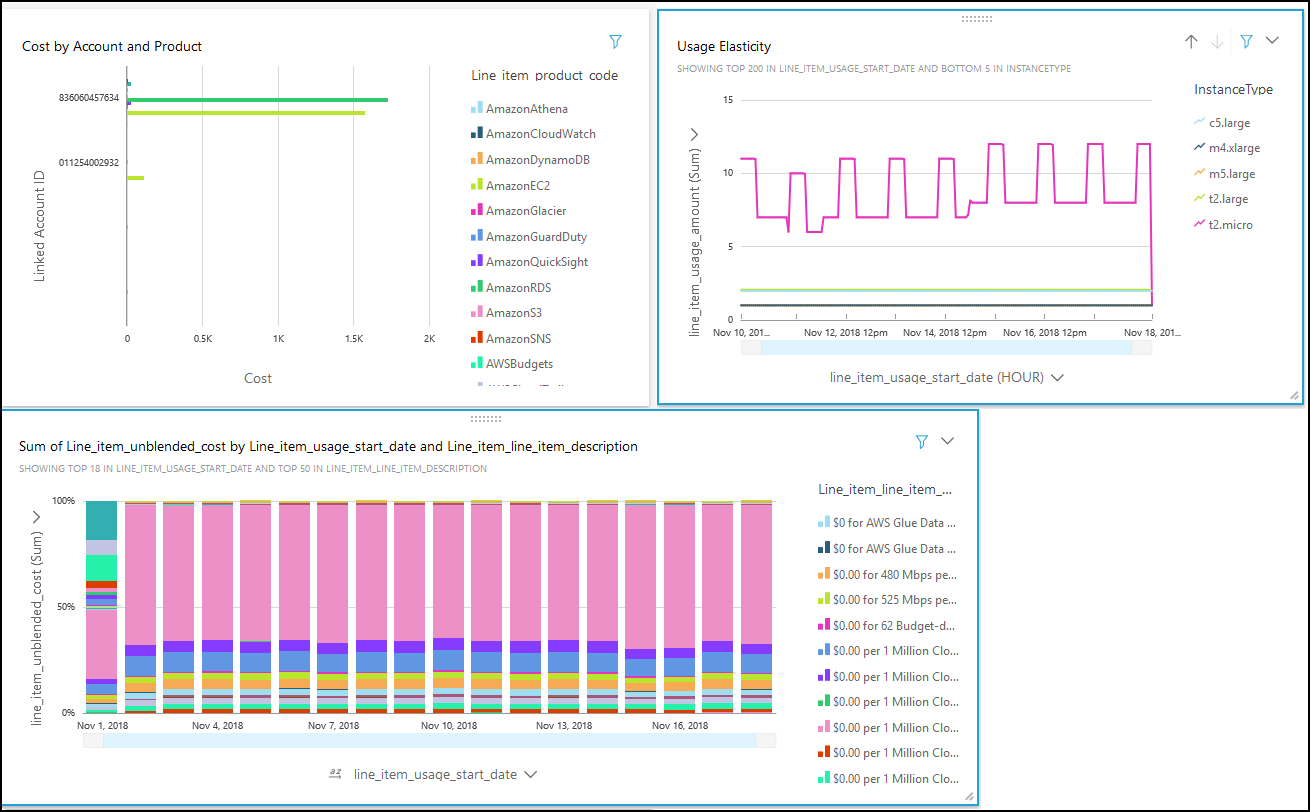 Cost by Account and Product
Line_item_product_code
836060457634
011254002932
Linked Account ID
0
0.5K
1K
1.5K
2K
Cost
AmazonAthena
AmazonCloudWatch
AmazonDynamoDB
AmazonEC2
AmazonGlacier
AmazonGuardDuty
AmazonQuickSight
AmazonRDS
AmazonS3
AmazonSNS
AWSBudgets
Usage Elasticity
SHOWING TOP 200 IN LINE_ITEM_USAGE_START_DATE AND BOTTOM 5 IN INSTANCETYPE
line_item_usage_amount (Sum)
15
10
5
0
Nov 10, 201...
Nov 12, 2018 12pm
Nov 14, 2018 12pm
Nov 16, 2018 12pm
Nov 18, 201...
line_item_usage_start_date (HOUR)
InstanceType
c5.large
m4.xlarge
m5.large
t2.large
t2.micro
Sum of Line_item_unblended_cost by Line_item_usage_start_date and Line_item_line_item_description
SHOWING TOP 18 IN LINE_ITEM_USAGE_START_DATE AND TOP 50 IN LINE_ITEM_LINE_ITEM_DESCRIPTION
line_item_unblended_cost (Sum)
100%
50%
0%
Nov 1, 2018
Nov 4, 2018
Nov 7, 2018
Nov 10, 2018
Nov 13, 2018
Nov 16, 2018
az line_item_usage_start_date
Line_item_line_item_...
$0 for AWS Glue Data ...
$0 for AWS Glue Data ...
$0.00 for 480 Mbps pe...
$0.00 for 525 Mbps pe...
$0.00 for 62 Budget-d...
$0.00 per 1 Million Clo...
$0.00 per 1 Million Clo...
$0.00 per 1 Million Clo...
$0.00 per 1 Million Clo...
$0.00 per 1 Million Clo...
$0.00 per 1 Million Clo...